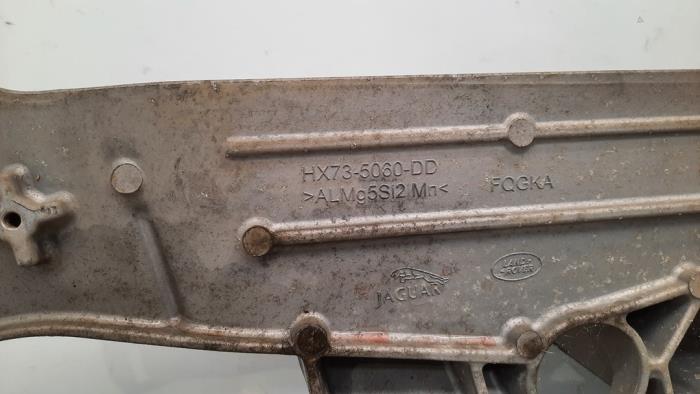 HX73-5060-DD
>ALMg5Si2Mn<
FQGKA
LAND-
ROVER
JAGUAR